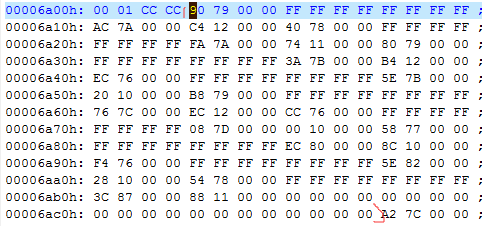 00006a00h: 00 01 CC CC 90 79 00 00 FF FF FF FF FF FF FF FF ;
00006a10h: AC 7A 00 00 C4 12 00 00 40 78 00 00 FF FF FF FF ;
00006a20h: FF FF FF FF FA 7A 00 00 74 11 00 00 80 79 00 00 ;
00006a30h: FF FF FF FF FF FF FF FF 3A 7B 00 00 B4 12 00 00 ;
00006a40h: EC 76 00 00 FF FF FF FF FF FF FF FF 5E 7B 00 00 ;
00006a50h: 20 10 00 00 B8 79 00 00 FF FF FF FF FF FF FF FF ;
00006a60h: 76 7C 00 00 EC 12 00 00 CC 76 00 00 FF FF FF FF ;
00006a70h: FF FF FF FF 08 7D 00 00 00 10 00 00 58 77 00 00 ;
00006a80h: FF FF FF FF FF FF FF FF EC 80 00 00 8C 10 00 00 ;
00006a90h: F4 76 00 00 FF FF FF FF FF FF FF FF 5E 82 00 00 ;
00006aa0h: 28 10 00 00 54 78 00 00 FF FF FF FF FF FF FF FF ;
00006ab0h: 3C 87 00 00 88 11 00 00 00 00 00 00 00 00 00 00 ;
00006ac0h: 00 00 00 00 00 00 00 00 00 00 00 00 A2 7C 00 00 ;